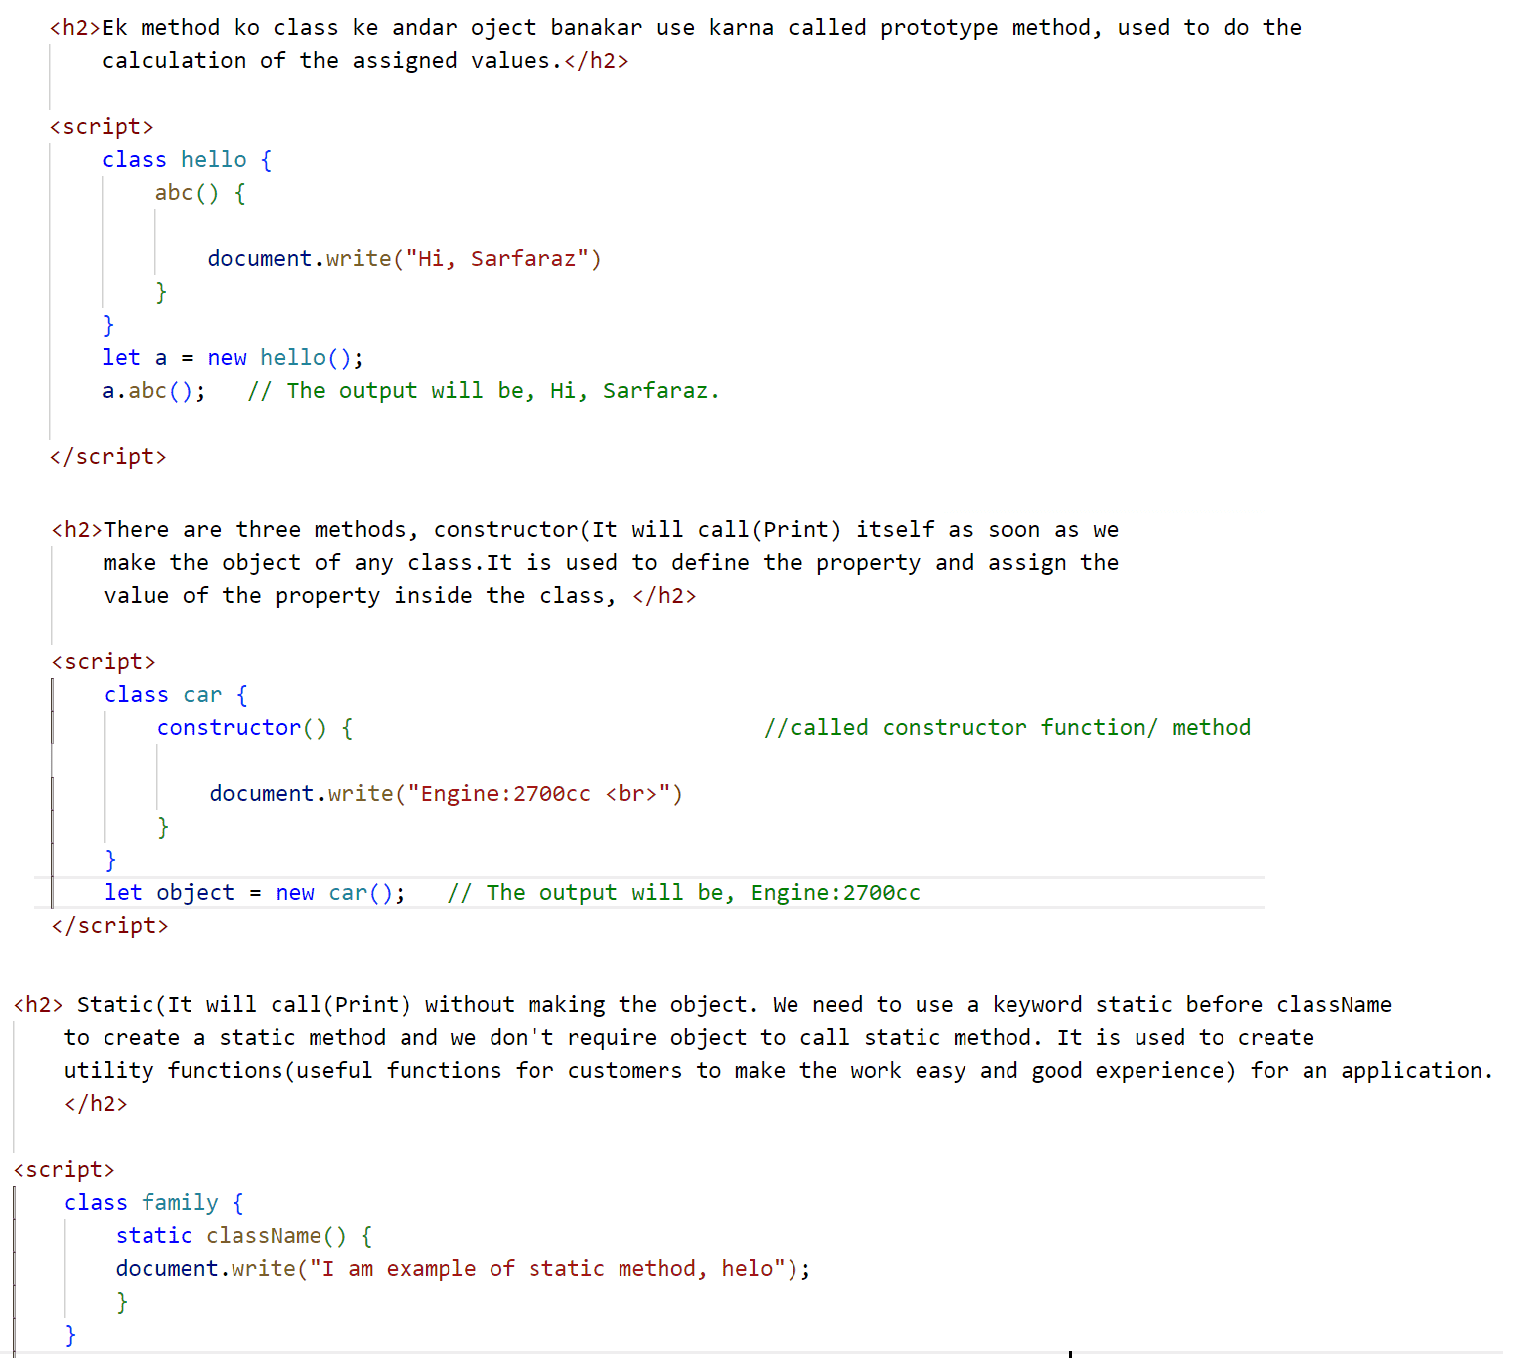 <h2>Ek method ko class ke andar oject banakar use karna called prototype method, used to do the
calculation of the assigned values.</h2>
<script>
class hello {
abc() {
document.write("Hi, Sarfaraz")
}
}
let a = new hello();
a.abc();   // The output will be, Hi, Sarfaraz.
</script>
<h2>There are three methods, constructor(It will call(Print) itself as soon as we
make the object of any class.It is used to define the property and assign the
value of the property inside the class, </h2>
<script>
class car {
constructor() {   //called constructor function/ method
document.write("Engine:2700cc <br>")
}
}
let object = new car();   // The output will be, Engine:2700cc
</script>
<h2> Static(It will call(Print) without making the object. We need to use a keyword static before className
to create a static method and we don't require object to call static method. It is used to create
utility functions(useful functions for customers to make the work easy and good experience) for an application.
</h2>
<script>
class family {
static className() {
document.write("I am example of static method, helo");
}
}